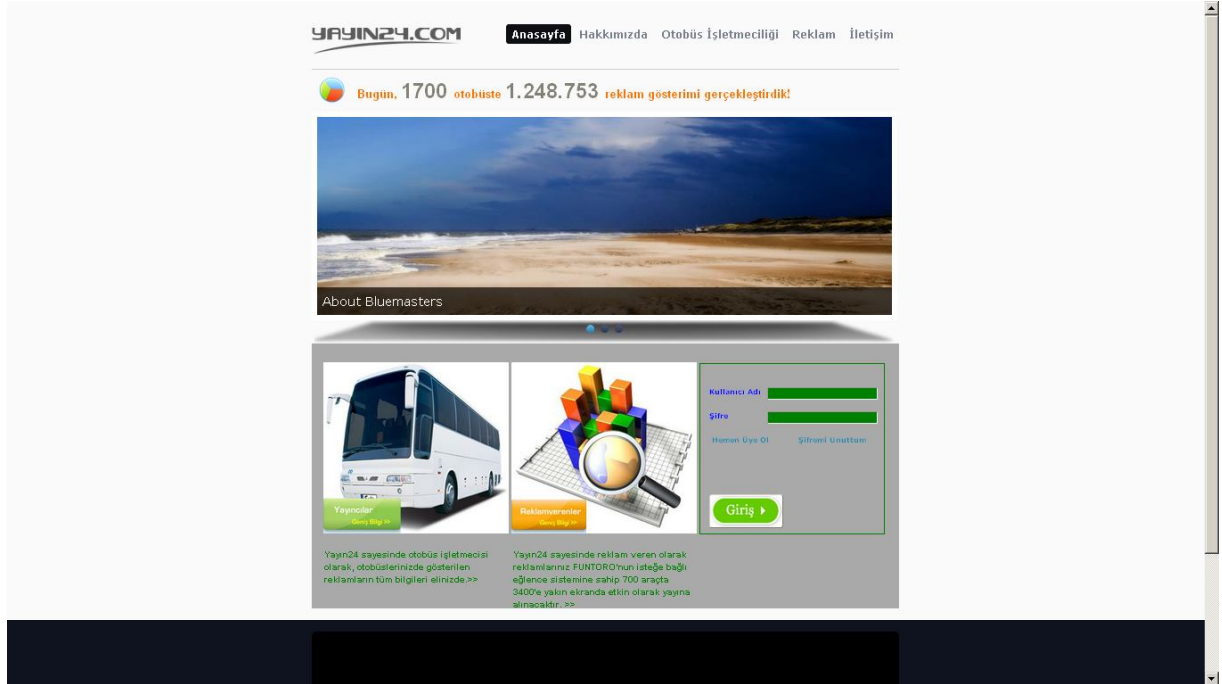 YAYIN24.COM
Anasayfa Hakkımızda Otobüs İşletmeciliği Reklam İletişim
Bugün, 1700 otobüste 1.248.753 reklam gösterimi gerçekleştirdik!
About Bluemasters
Yayıncılar
Geniş Bilgi >>
Reklamverenler
Geniş Bilgi >>
Kullanıcı Adı
Şifre
Hemen Üye Ol Şifremi Unuttum
Giriş
Yayın24 sayesinde otobüs işletmecisi
olarak, otobüslerinizde gösterilen
reklamların tüm bilgileri elinizde.>>
Yayın24 sayesinde reklam veren olarak
reklamlarınız FUNTORO'nun isteğe bağlı
eğlence sistemine sahip 700 araçta
3400'e yakın ekranda etkin olarak yayına
alınacaktır. >>